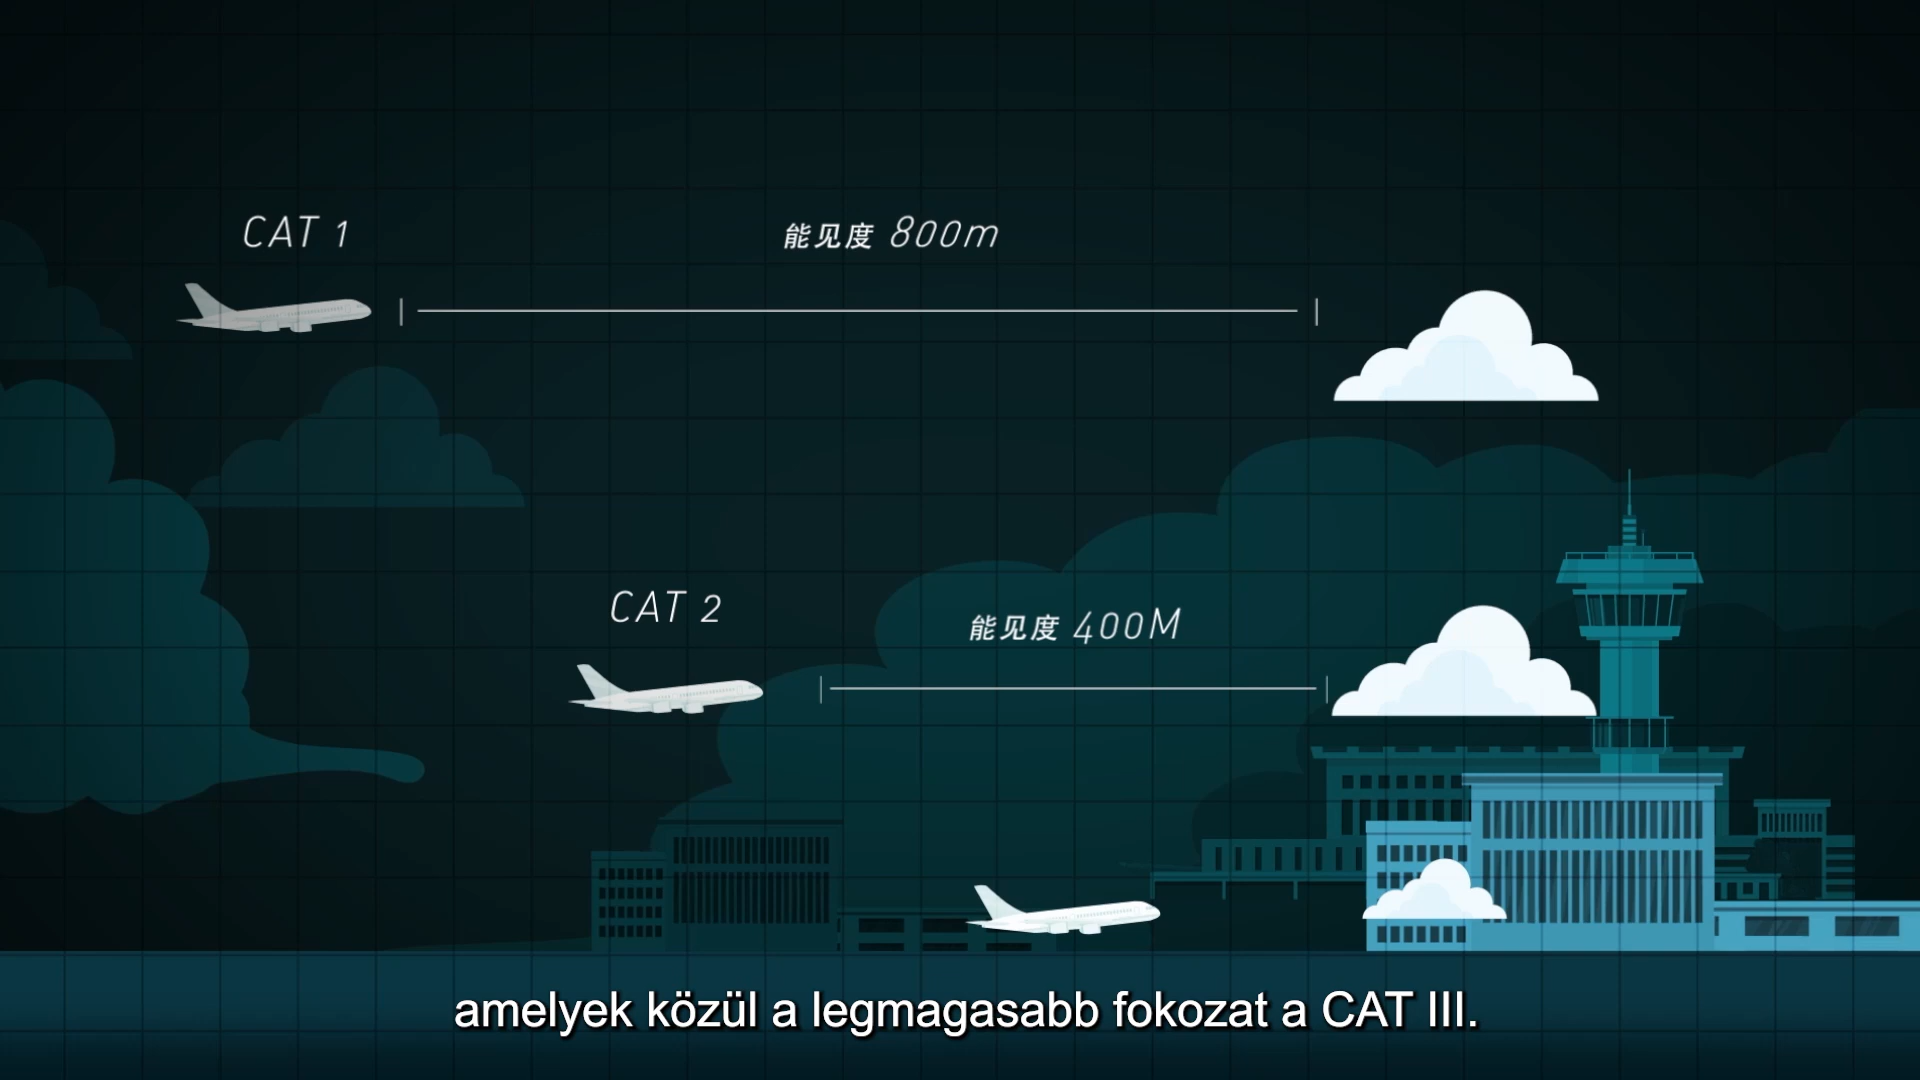 CAT 1
能见度 800m
CAT 2
能见度 400M
amelyek közül a legmagasabb fokozat a CAT III.